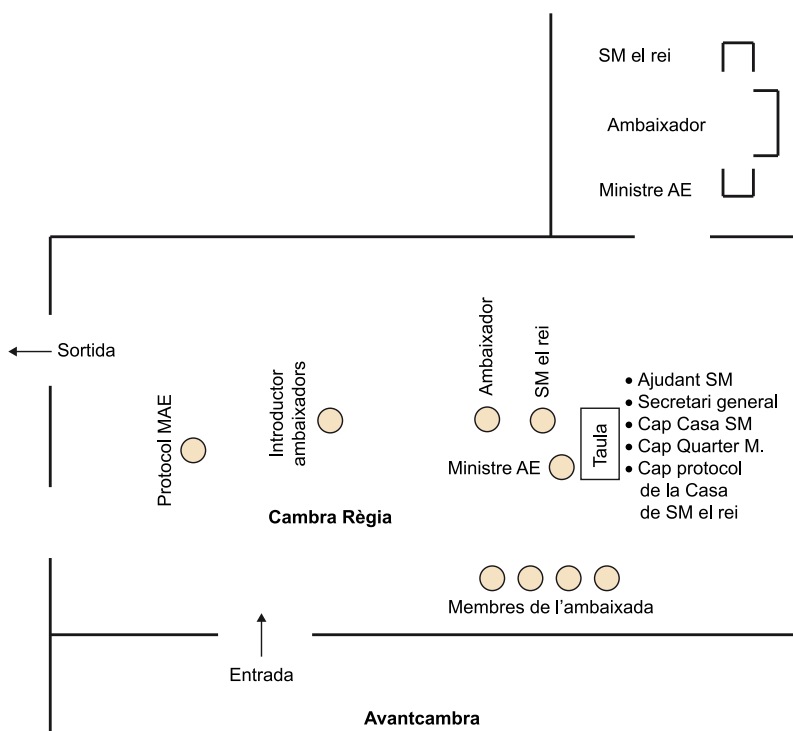 SM el rei
Ambaixador
Ministre AE
Sortida
Protocol MAE
Introductor
ambaixadors
Ambaixador
SM el rei
Ministre AE
Taula
• Ajudant SM
• Secretari general
• Cap Casa SM
• Cap Quarter M.
• Cap protocol
de la Casa
de SM el rei
Cambra Règia
Membres de l’ambaixada
Entrada
Avantcambra